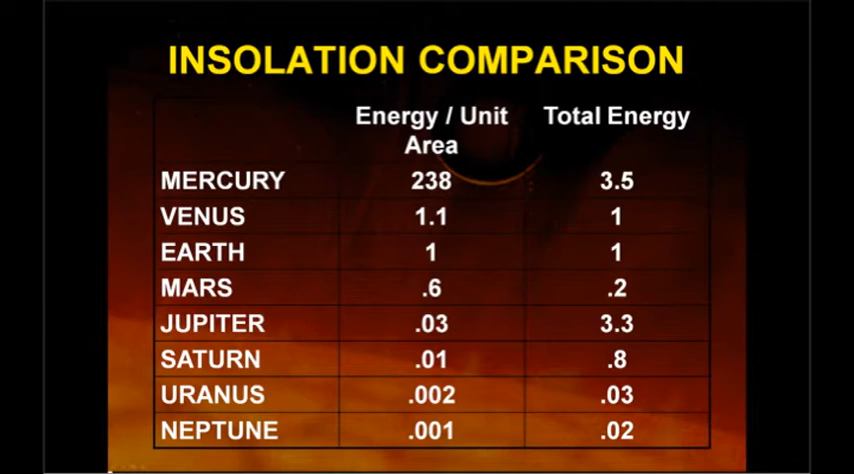 INSOLATION COMPARISON
Energy / Unit Area Total Energy
MERCURY 238 3.5
VENUS 1.1 1
EARTH 1 1
MARS .6 .2
JUPITER .03 3.3
SATURN .01 .8
URANUS .002 .03
NEPTUNE .001 .02